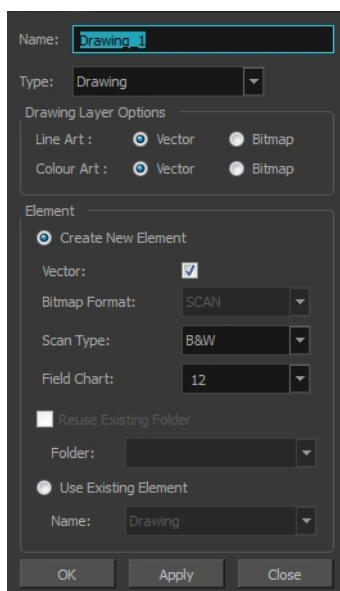 Name: Drawing_1
Type: Drawing
Drawing Layer Options
Line Art : Vector Bitmap
Colour Art : Vector Bitmap
Element
Create New Element
Vector:
Bitmap Format: SCAN
Scan Type: B&W
Field Chart: 12
Reuse Existing Folder
Folder:
Use Existing Element
Name: Drawing
OK Apply Close